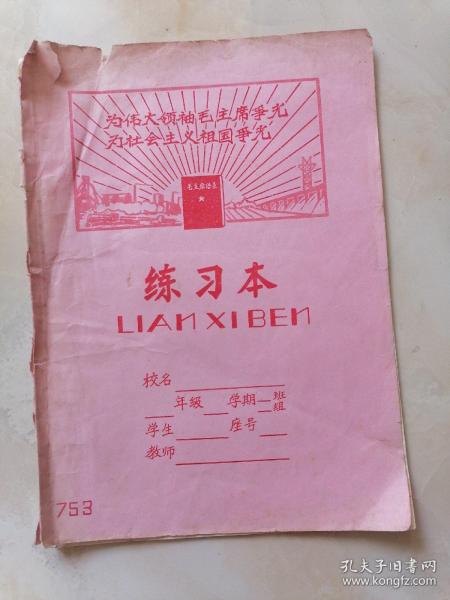 为伟大领袖毛主席争光
为社会主义祖国争光
毛主席语录
练习本
LIAN XI BEN
校名
年级 学期 班组
学生 座号
教师
753
孔夫子旧书网
www.kongfz.com